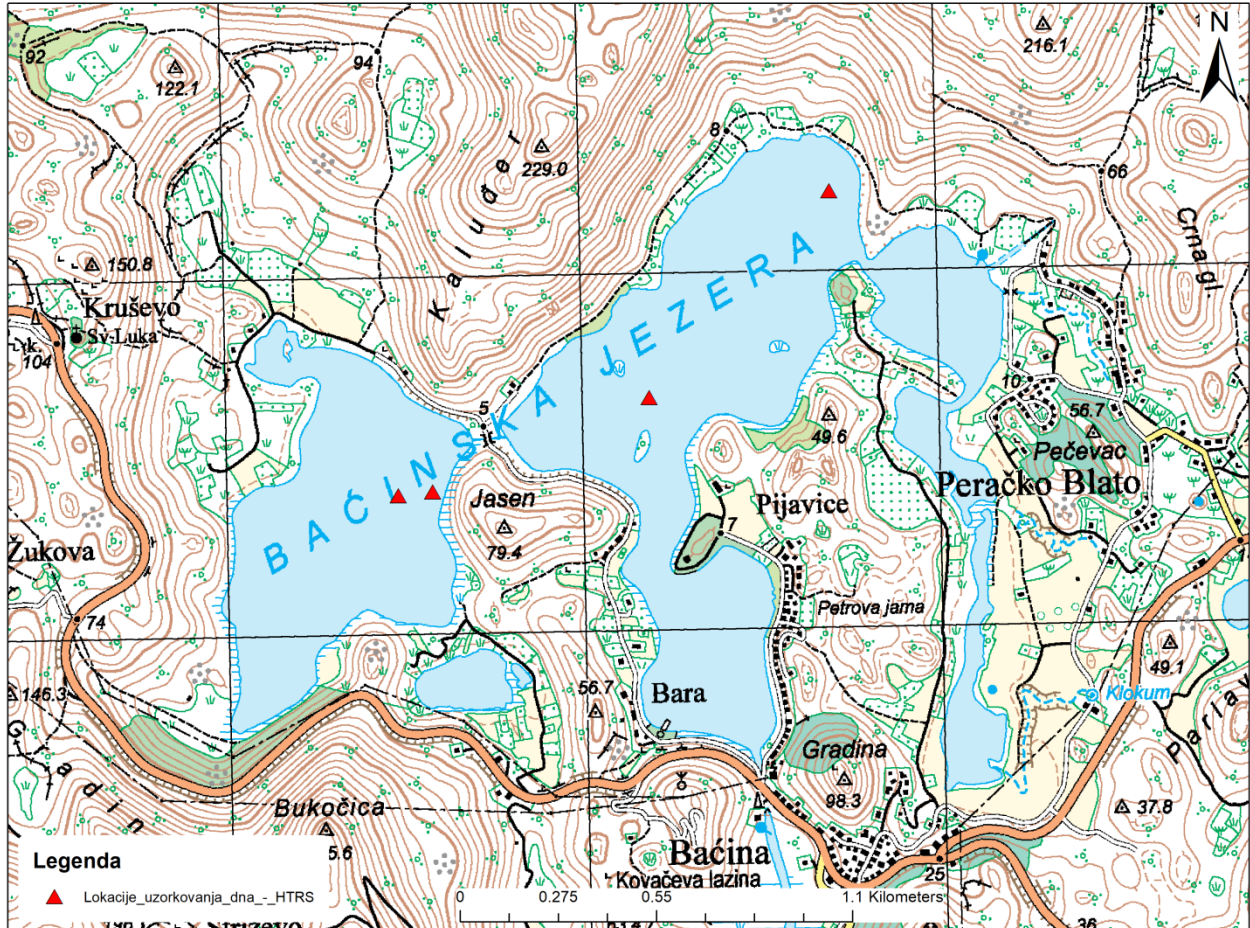 N
92
94
122.1
216.1
8
229.0
66
Kaluđer
Crna gl.
150.8
Kruševo
Sv. Luka
104
BAĆINSKA JEZERA
5
10
56.7
Pečevac
49.6
Peračko Blato
Jasen
Pijavice
7
79.4
Žukova
Petrova jama
74
49.1
146.3
56.7
Bara
Klokum
Parlav
Gradina
98.3
37.8
Gradin
Bukočica
5.6
Baćina
Kovačeva lazina
25
36
Legenda
Lokacije_uzorkovanja_dna_-_HTRS
0 0.275 0.55 1.1 Kilometers